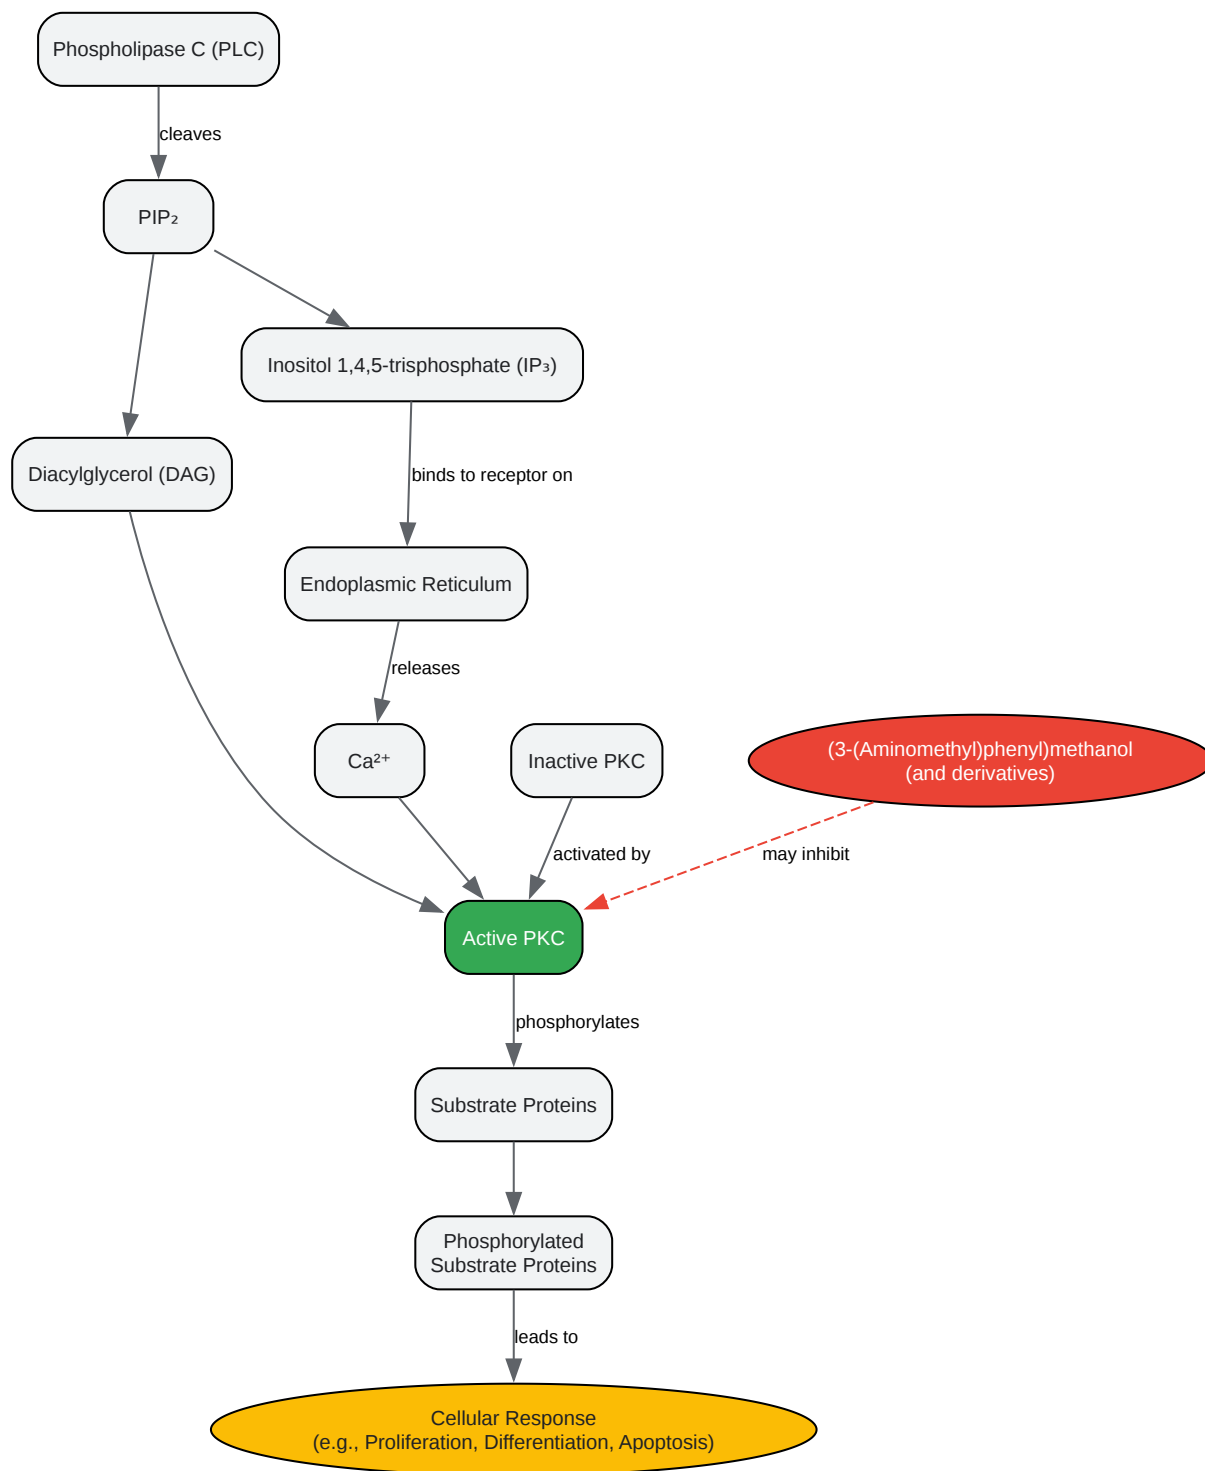 Phospholipase C (PLC)
cleaves
PIP₂
Inositol 1,4,5-trisphosphate (IP₃)
Diacylglycerol (DAG)
binds to receptor on
Endoplasmic Reticulum
releases
Ca²⁺
Inactive PKC
(3-(Aminomethyl)phenyl)methanol
(and derivatives)
activated by
may inhibit
Active PKC
phosphorylates
Substrate Proteins
Phosphorylated
Substrate Proteins
leads to
Cellular Response
(e.g., Proliferation, Differentiation, Apoptosis)